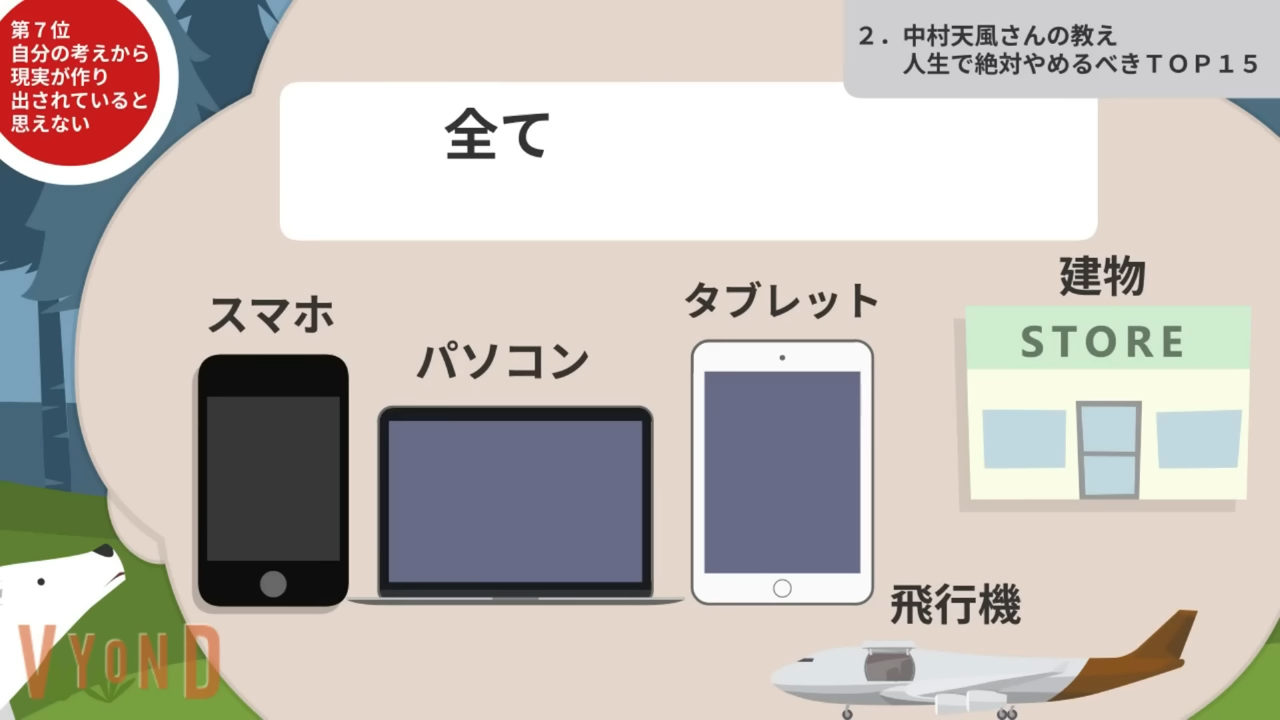 第７位
自分の考えから
現実が作り
出されていると
思えない
２．中村天風さんの教え
人生で絶対やめるべきＴＯＰ１５
全て
スマホ
パソコン
タブレット
建物
STORE
飛行機
VYOND